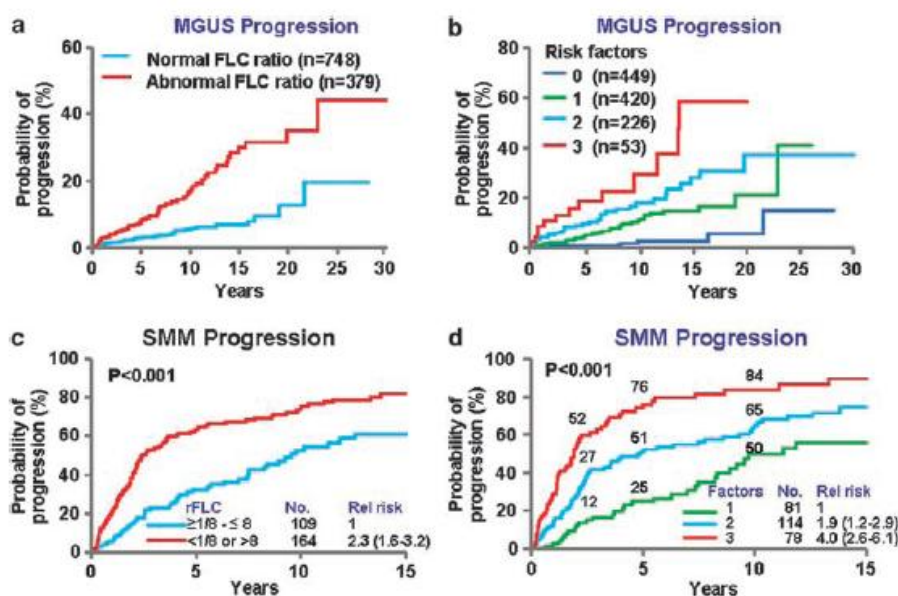 a MGUS Progression
Probability of progression (%)
60
40
20
0
Normal FLC ratio (n=748)
Abnormal FLC ratio (n=379)
0 5 10 15 20 25 30
Years
b MGUS Progression
Probability of progression (%)
80
60
40
20
0
Risk factors
0 (n=449)
1 (n=420)
2 (n=226)
3 (n=53)
0 5 10 15 20 25 30
Years
c SMM Progression
Probability of progression (%)
100
80
60
40
20
0
P<0.001
rFLC No. Rel risk
≥1/8 - ≤ 8 109 1
<1/8 or >8 164 2.3 (1.6-3.2)
0 5 10 15
Years
d SMM Progression
Probability of progression (%)
100
80
60
40
20
0
P<0.001
52 76 84
27 51 65
12 25 50
Factors No. Rel risk
1 81 1
2 114 1.9 (1.2-2.9)
3 78 4.0 (2.6-6.1)
0 5 10 15
Years